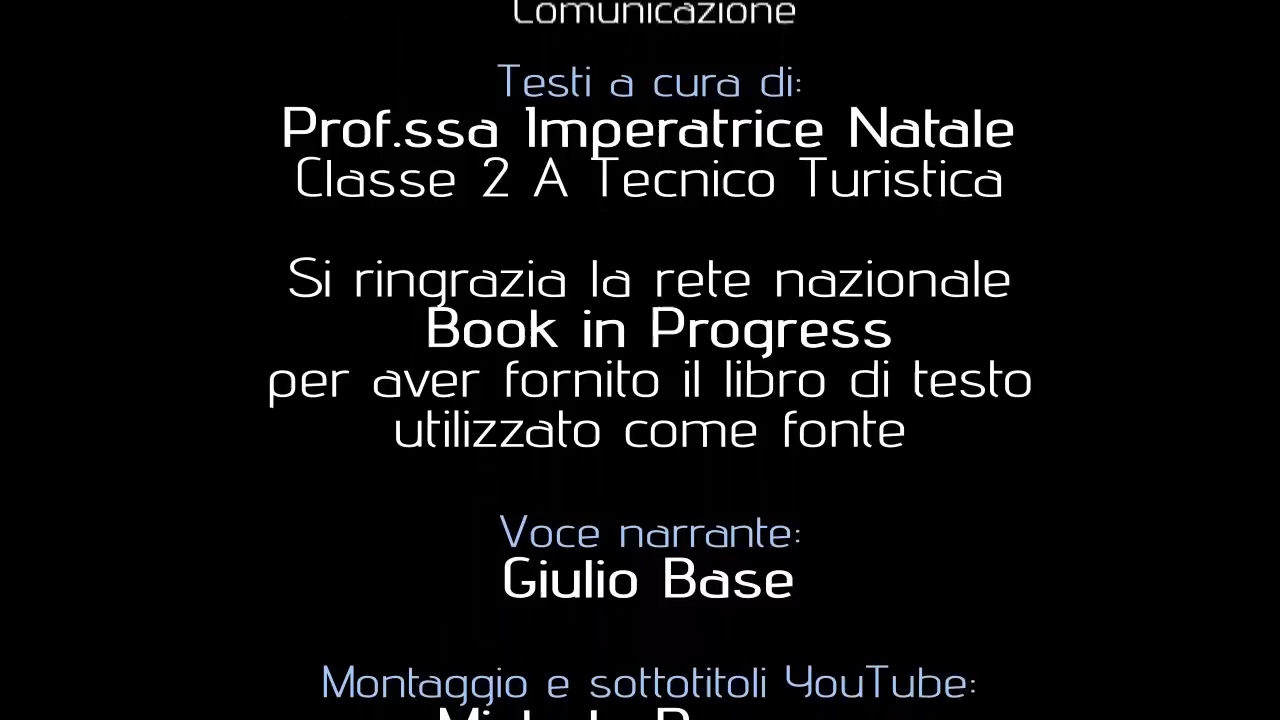 Comunicazione
Testi a cura di:
Prof.ssa Imperatrice Natale
Classe 2 A Tecnico Turistica
Si ringrazia la rete nazionale
Book in Progress
per aver fornito il libro di testo
utilizzato come fonte
Voce narrante:
Giulio Base
Montaggio e sottotitoli YouTube: